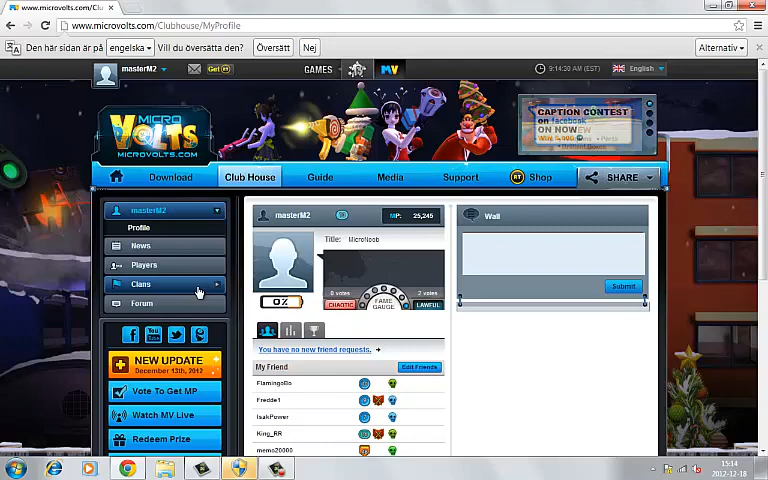 www.microvolts.com/Clu
www.microvolts.com/Clubhouse/MyProfile
Den här sidan är på engelska Vill du översätta den? Översätt Nej Alternativ
masterM2 Get RT GAMES MV 9:14:30 AM (EST) English
MICRO
VOLTS
MICROVOLTS.COM
CAPTION CONTEST
on facebook
ON NOW
Download Club House Guide Media Support RT Shop SHARE
masterM2
Profile
News
Players
Clans
Forum
masterM2 MP: 25,245
Title: MicroNoob
0 votes 2 votes
CHAOTIC FAME GAUGE LAWFUL
0%
You have no new friend requests.
My Friend Edit Friends
FlamingoBo
Fredde1
IsakPower
King_RR
memo20000
Wall
Submit
You Tube
NEW UPDATE
December 13th, 2012
Vote To Get MP
Watch MV Live
Redeem Prize
15:14
2012-12-18